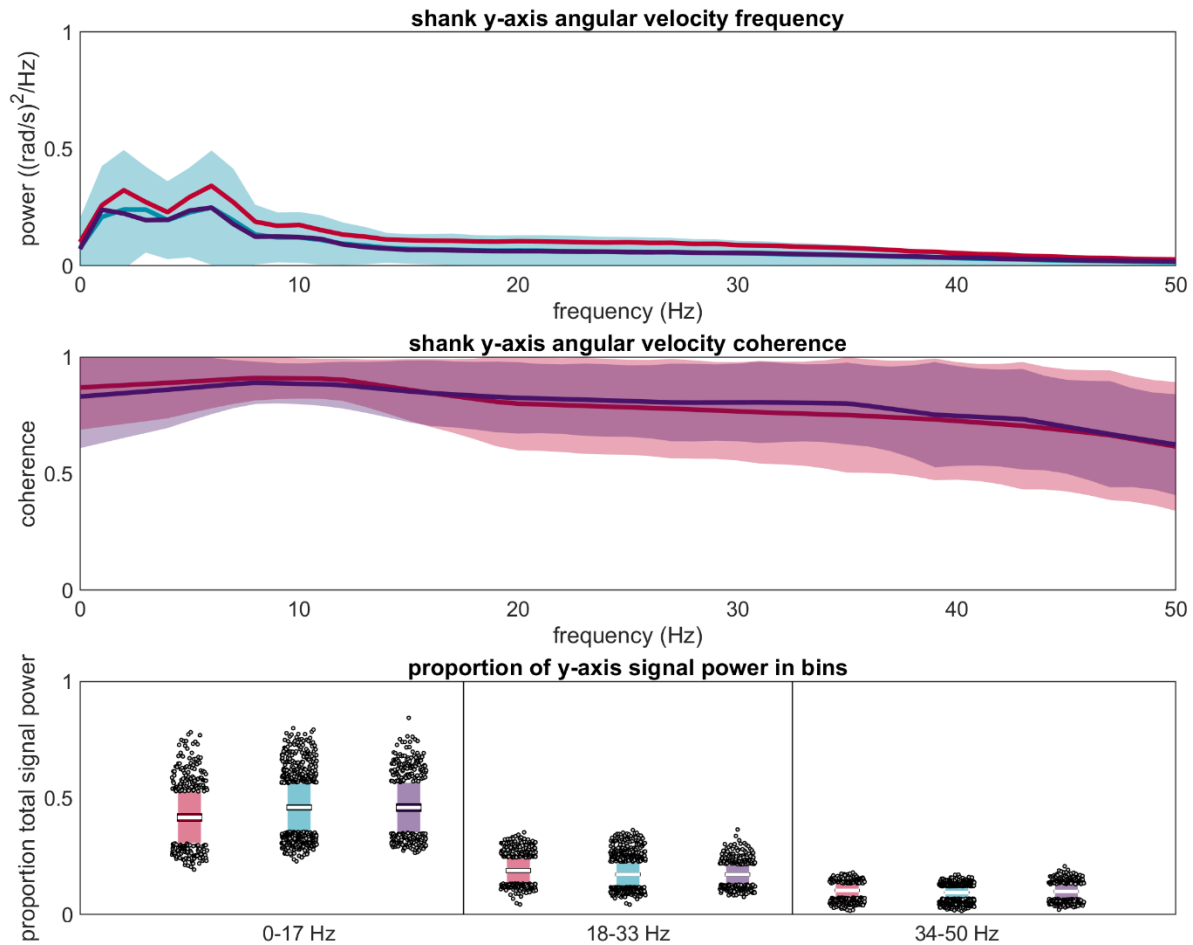 shank y-axis angular velocity frequency
power ((rad/s)²/Hz)
1
0.5
0
0 10 20 30 40 50
frequency (Hz)
shank y-axis angular velocity coherence
coherence
1
0.5
0
0 10 20 30 40 50
frequency (Hz)
proportion of y-axis signal power in bins
proportion total signal power
1
0.5
0
0-17 Hz 18-33 Hz 34-50 Hz